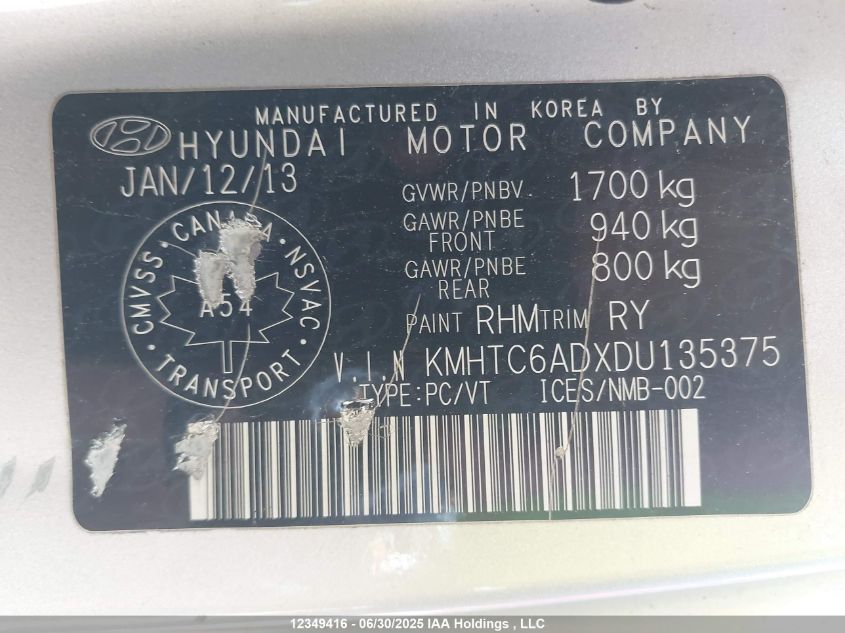 MANUFACTURED IN KOREA BY
HYUNDAI MOTOR COMPANY
JAN/12/13
GVWR/PNBV 1700 kg
GAWR/PNBE FRONT 940 kg
GAWR/PNBE REAR 800 kg
PAINT RHM TRIM RY
V.I.N KMHTC6ADXDU135375
TYPE:PC/VT ICES/NMB-002
CMVSS · CANADA · NSVAC
A54
TRANSPORT
12349416 - 06/30/2025 IAA Holdings , LLC